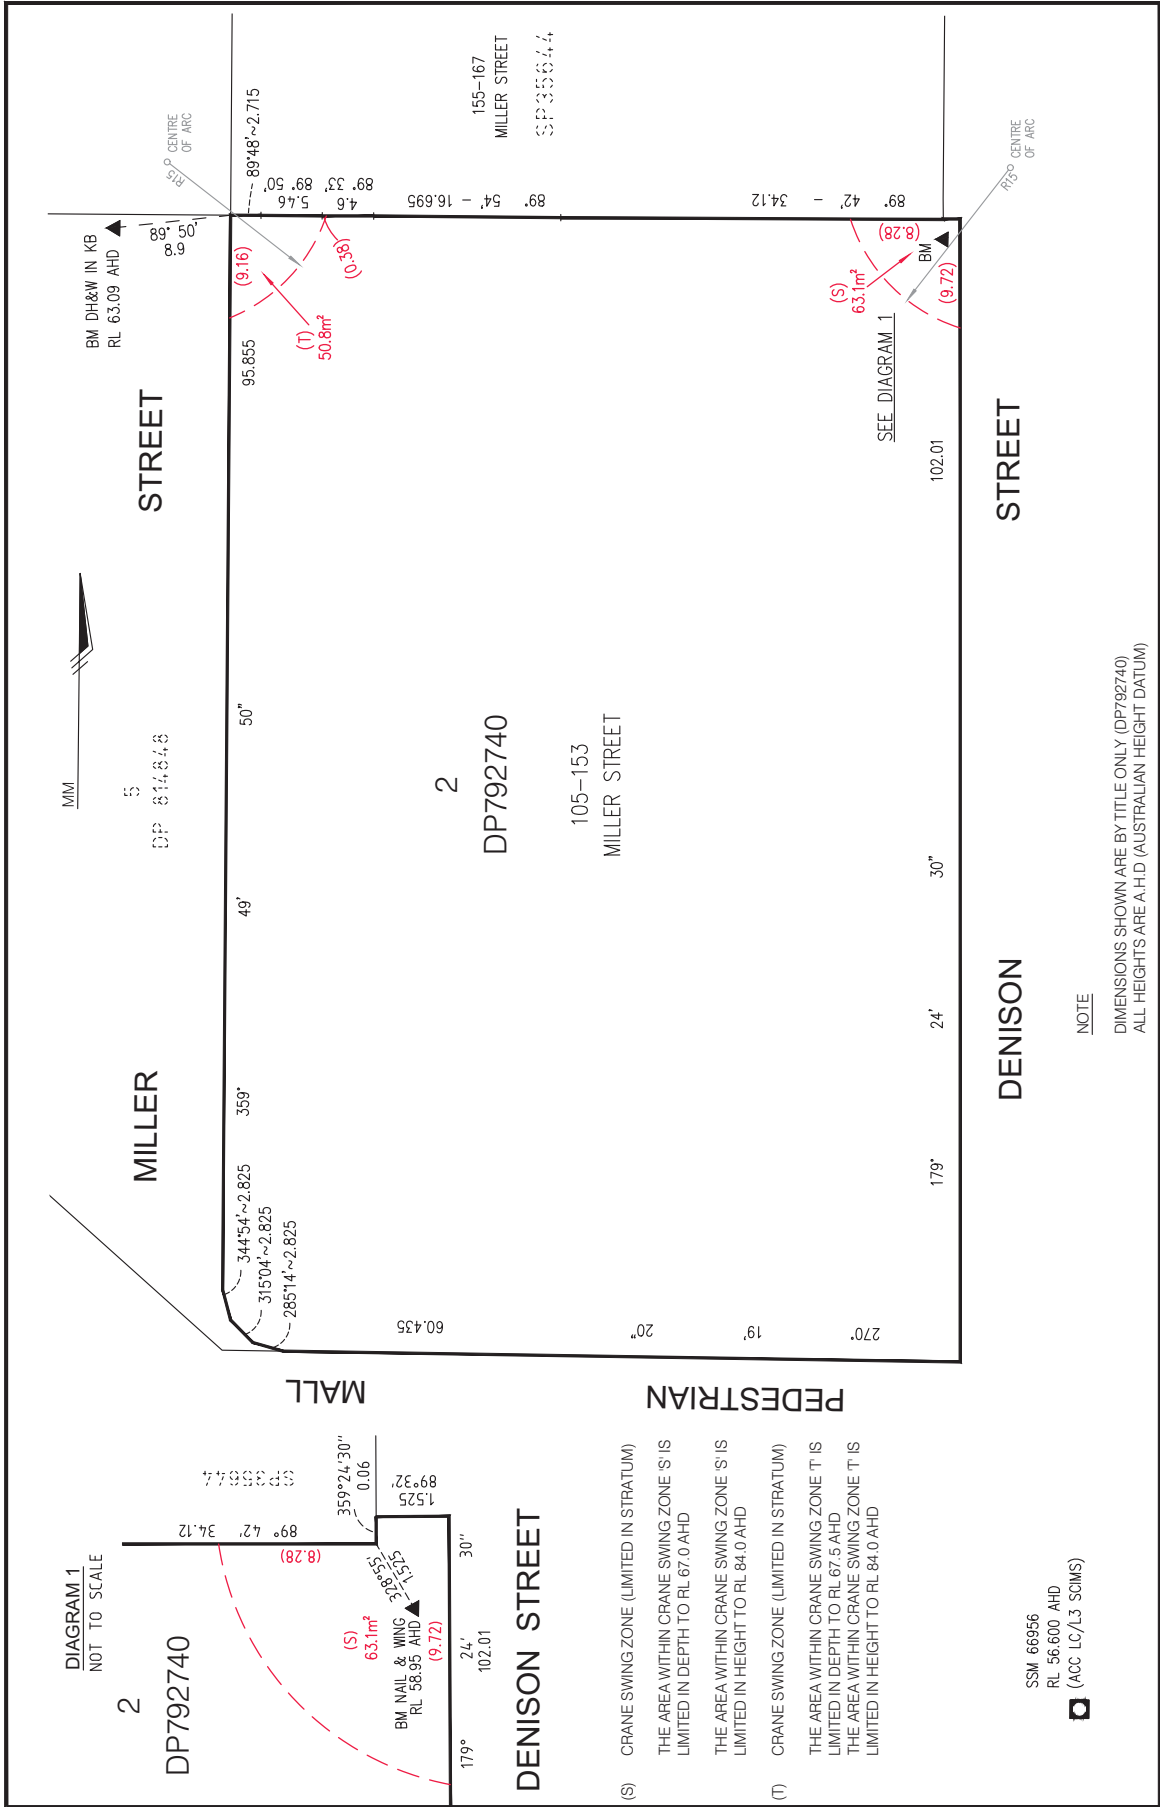 MM
5
DP 814848
MILLER STREET
BM DH&W IN KB
RL 63.09 AHD
89° 50'
6.8
R15
CENTRE
OF ARC
89°48'~2.715
155-167
MILLER STREET
SP35644
344°54'~2.825
315°04'~2.825
285°14'~2.825
359° 49' 50"
95.855
(9.16)
(0.38)
(T)
50.8m²
89° 50'
5.46
89° 33'
4.6
89° 54' - 16.695
89° 42' - 34.12
2
DP792740
105-153
MILLER STREET
(S)
63.1m²
(8.28)
(9.72)
BM
SEE DIAGRAM 1
R15
CENTRE
OF ARC
179° 24' 30"
102.01
270° 19' 20"
60.435
DENISON STREET
PEDESTRIAN MALL
NOTE
DIMENSIONS SHOWN ARE BY TITLE ONLY (DP792740)
ALL HEIGHTS ARE A.H.D (AUSTRALIAN HEIGHT DATUM)
DIAGRAM 1
NOT TO SCALE
2
DP792740
SP35644
89° 42' 34.12
(8.28)
359°24'30"
0.06
89°32'
1.525
328°55'
1.525
(S)
63.1m²
BM NAIL & WING
RL 58.95 AHD
(9.72)
179° 24' 30"
102.01
DENISON STREET
(S) CRANE SWING ZONE (LIMITED IN STRATUM)
THE AREA WITHIN CRANE SWING ZONE 'S' IS
LIMITED IN DEPTH TO RL 67.0 AHD
THE AREA WITHIN CRANE SWING ZONE 'S' IS
LIMITED IN HEIGHT TO RL 84.0 AHD
(T) CRANE SWING ZONE (LIMITED IN STRATUM)
THE AREA WITHIN CRANE SWING ZONE 'T' IS
LIMITED IN DEPTH TO RL 67.5 AHD
THE AREA WITHIN CRANE SWING ZONE 'T' IS
LIMITED IN HEIGHT TO RL 84.0 AHD
SSM 66956
RL 56.600 AHD
(ACC LC/L3 SCIMS)